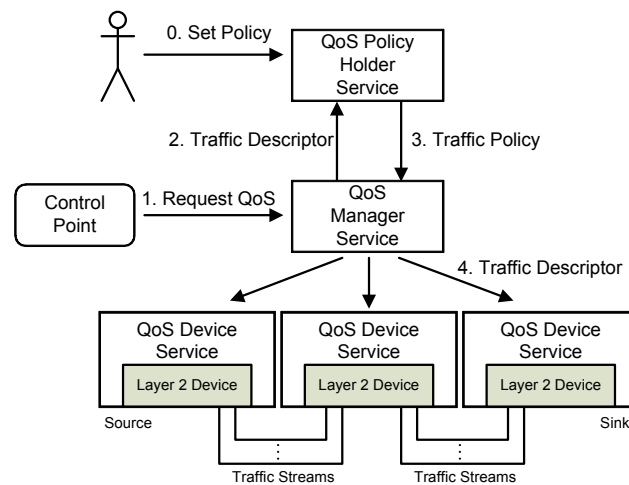 0. Set Policy
QoS Policy
Holder
Service
2. Traffic Descriptor
3. Traffic Policy
Control
Point
1. Request QoS
QoS
Manager
Service
4. Traffic Descriptor
QoS Device
Service
Layer 2 Device
QoS Device
Service
Layer 2 Device
QoS Device
Service
Layer 2 Device
Source
Sink
Traffic Streams
Traffic Streams